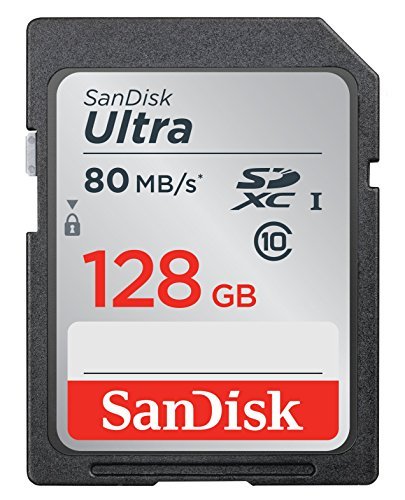 SanDisk
Ultra
80 MB/s*
SD
XC I
10
128 GB
SanDisk